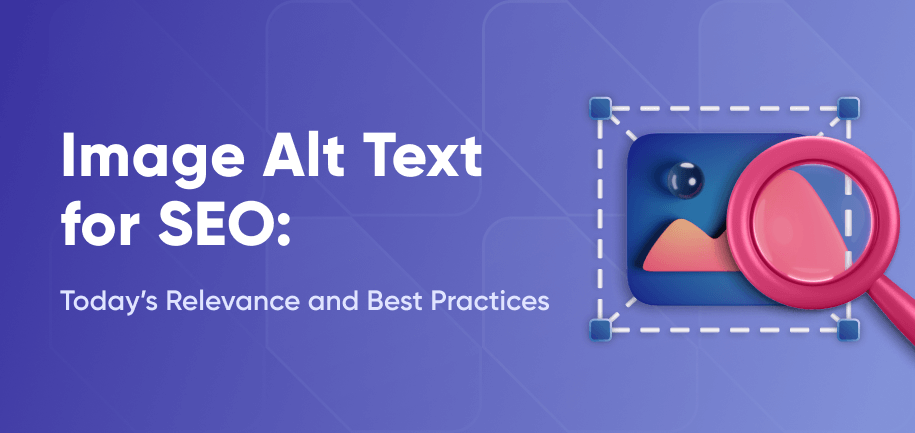 Image Alt Text
for SEO:
Today’s Relevance and Best Practices